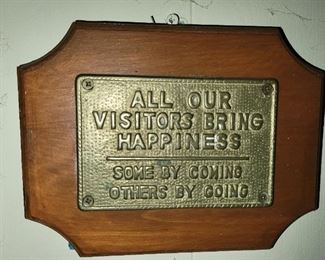 ALL OUR
VISITORS BRING
HAPPINESS
SOME BY COMING
OTHERS BY GOING